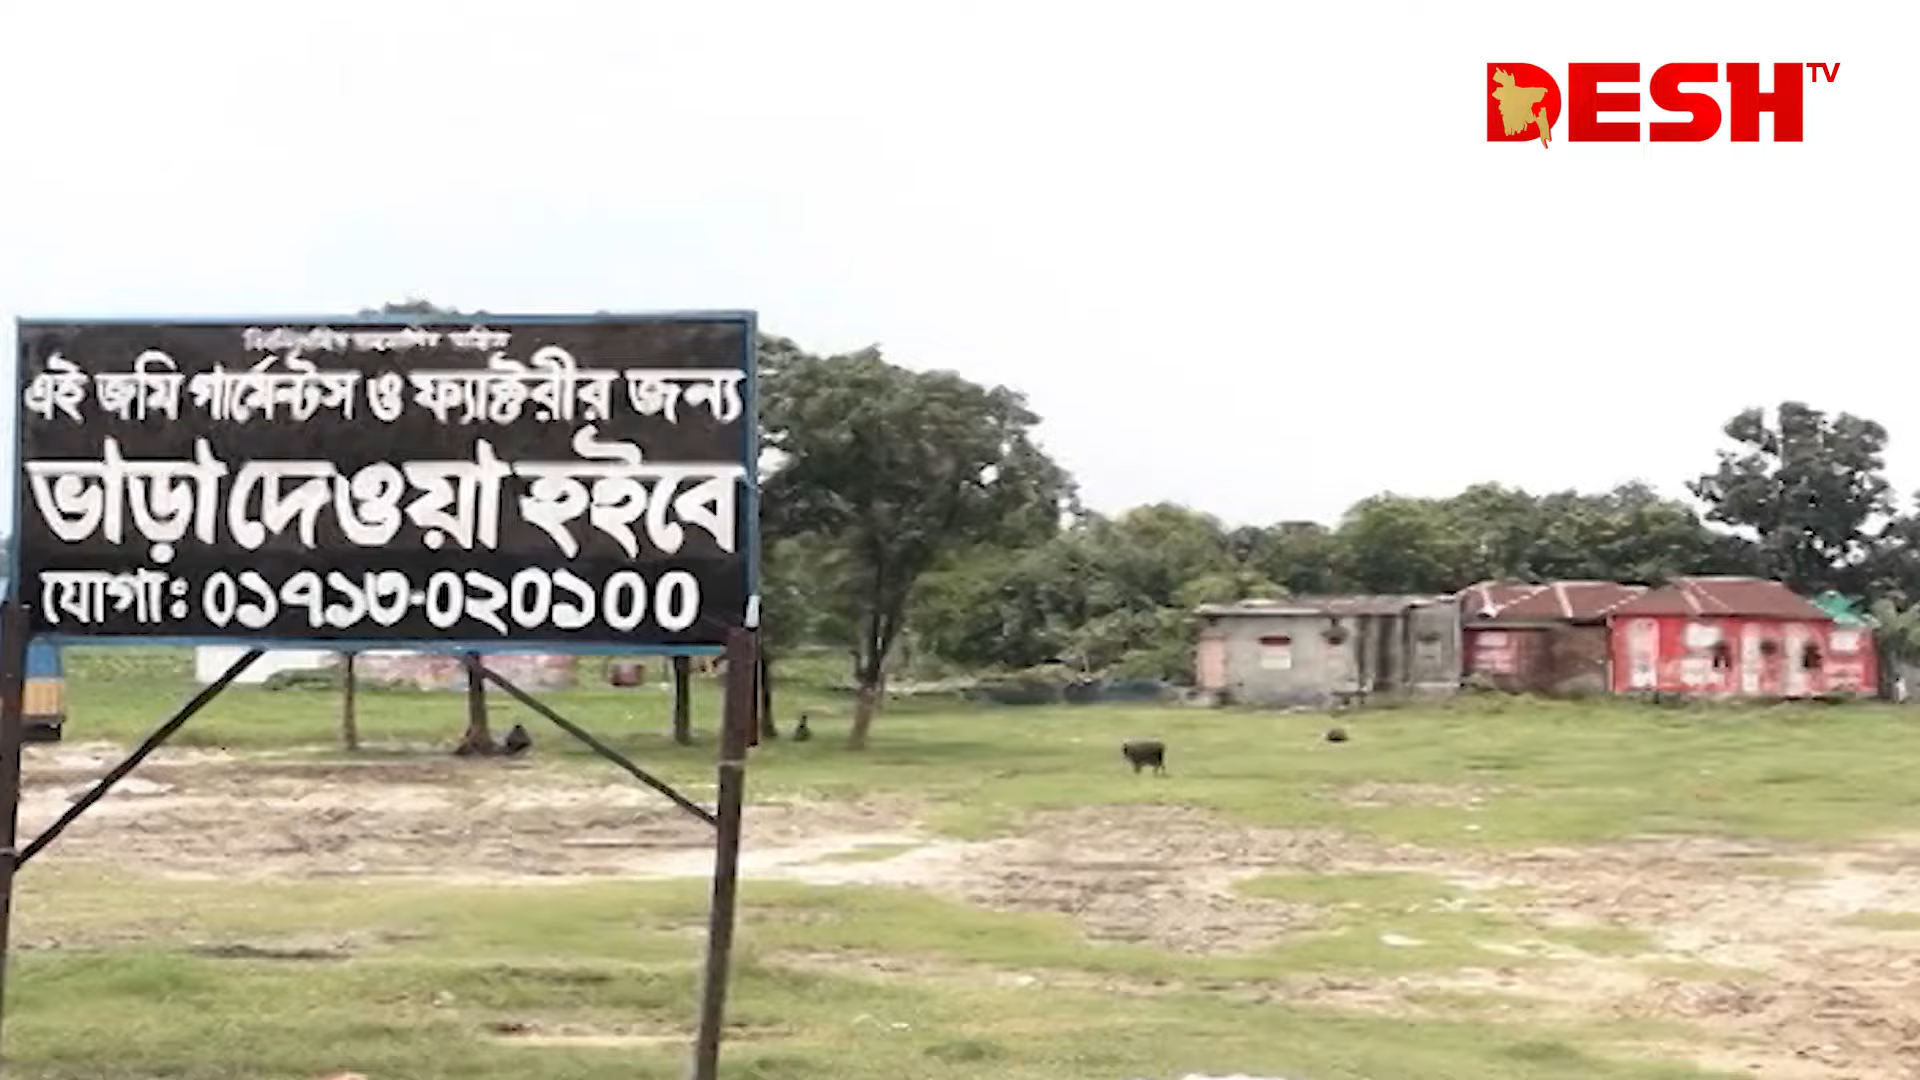 DESH TV
এই জমি গার্মেন্টস ও ফ্যাক্টরীর জন্য
ভাড়া দেওয়া হইবে
যোগাঃ ০১৭১৩-০২০১০০